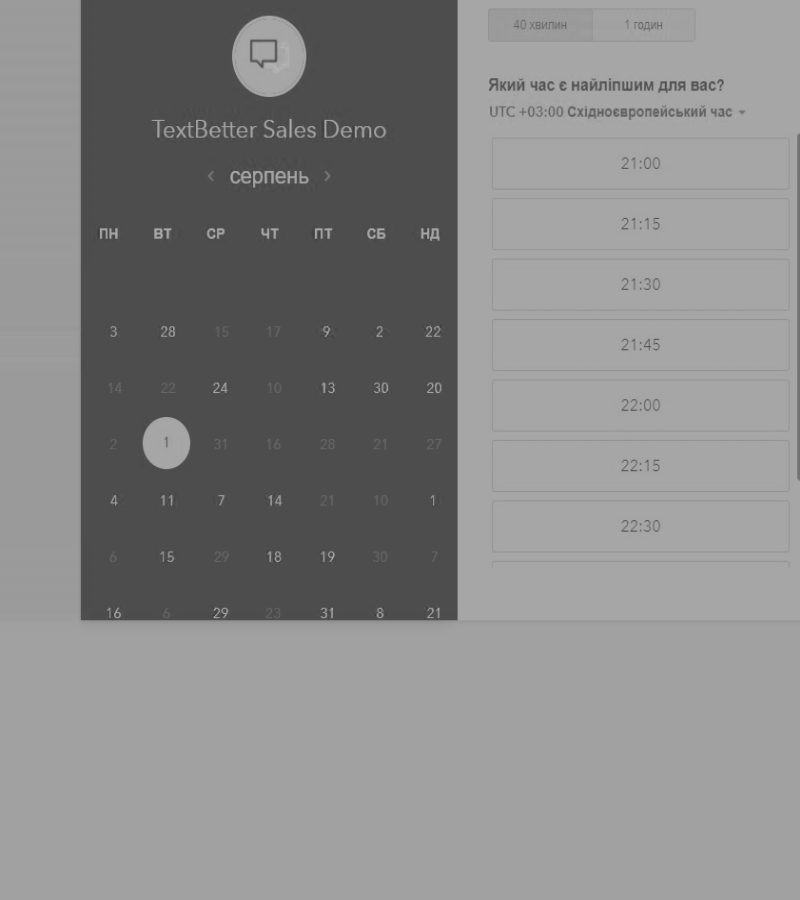 TextBetter Sales Demo
серпень
ПН ВТ СР ЧТ ПТ СБ НД
3 28 15 17 9 2 22
14 22 24 10 13 30 20
2 1 31 16 28 21 27
4 11 7 14 21 10 1
6 15 29 18 19 30 7
16 6 29 23 31 8 21
40 хвилин 1 годин
Який час є найліпшим для вас?
UTC +03:00 Східноєвропейський час
21:00
21:15
21:30
21:45
22:00
22:15
22:30